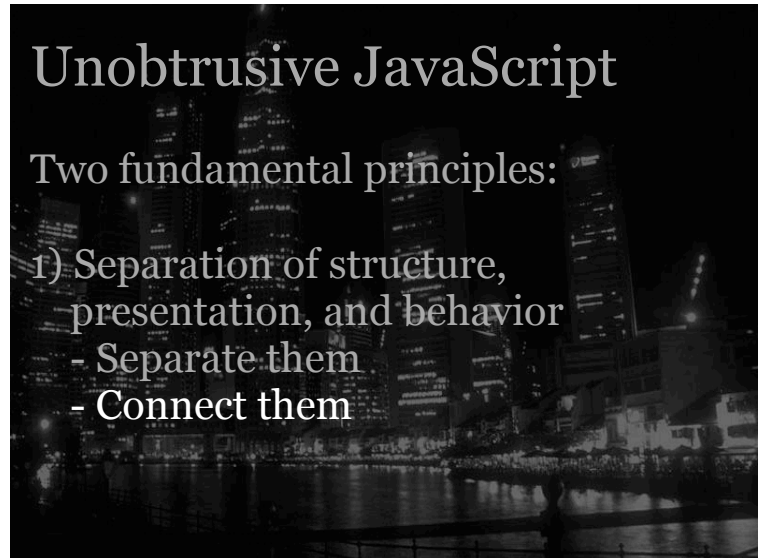 Unobtrusive JavaScript
Two fundamental principles:
1) Separation of structure,
presentation, and behavior
- Separate them
- Connect them